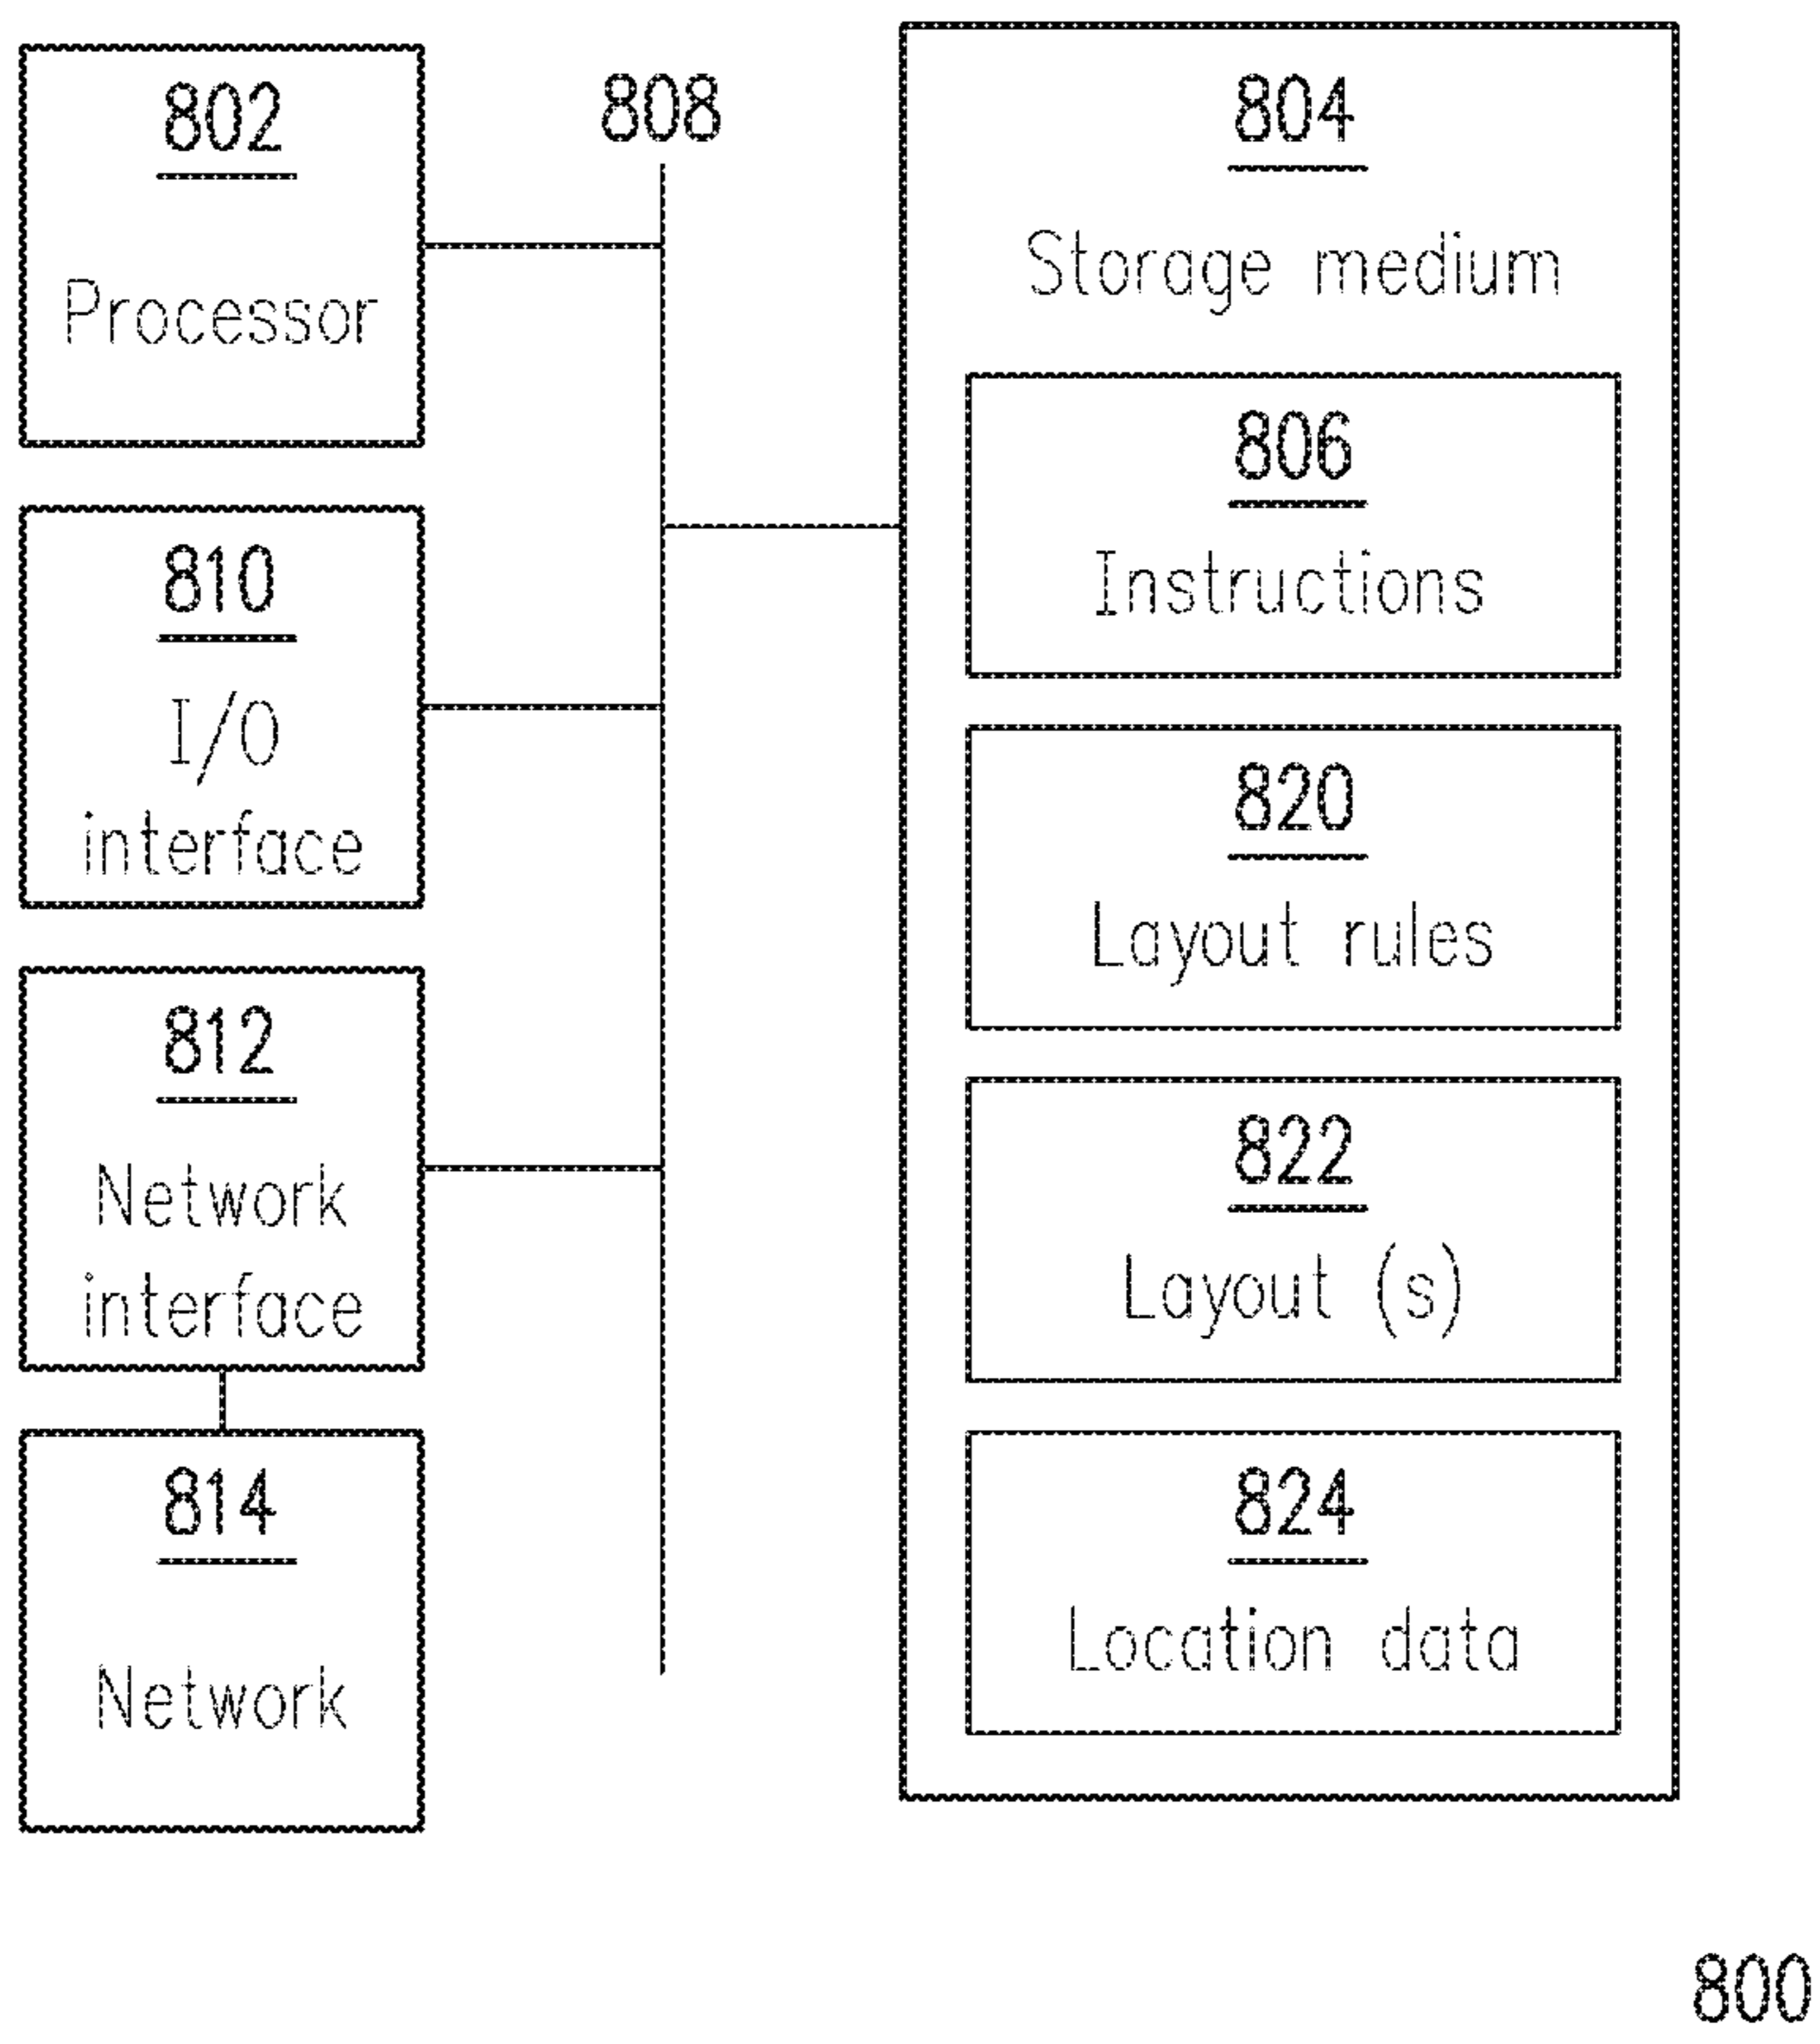 802
Processor
810
I/O
interface
812
Network
interface
814
Network
808
804
Storage medium
806
Instructions
820
Layout rules
822
Layout (s)
824
Location data
800